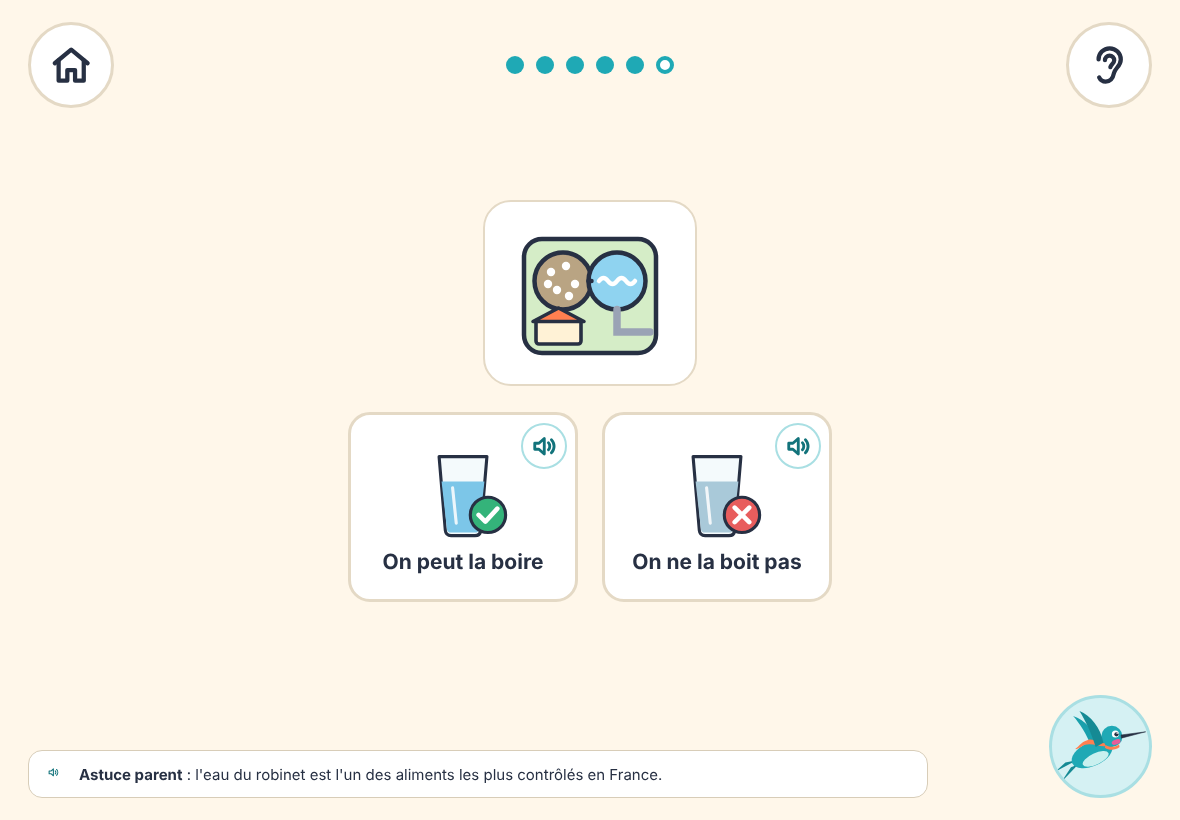 On peut la boire
On ne la boit pas
Astuce parent : l'eau du robinet est l'un des aliments les plus contrôlés en France.